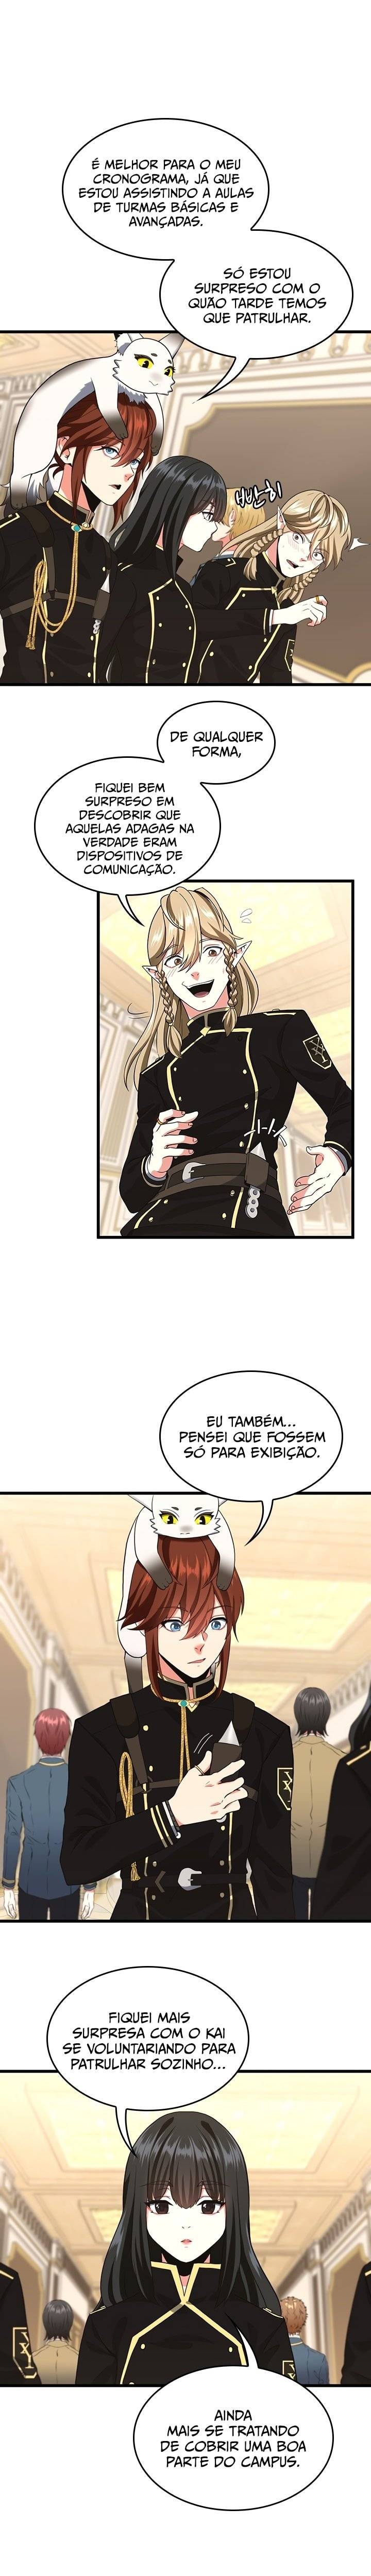 É MELHOR PARA O MEU
CRONOGRAMA, JÁ QUE
ESTOU ASSISTINDO A AULAS
DE TURMAS BÁSICAS E
AVANÇADAS.
SÓ ESTOU
SURPRESO COM O
QUÃO TARDE TEMOS
QUE PATRULHAR.
DE QUALQUER
FORMA,
FIQUEI BEM
SURPRESO EM
DESCOBRIR QUE
AQUELAS ADAGAS NA
VERDADE ERAM
DISPOSITIVOS DE
COMUNICAÇÃO.
EU TAMBÉM...
PENSEI QUE FOSSEM
SÓ PARA EXIBIÇÃO.
FIQUEI MAIS
SURPRESA COM O KAI
SE VOLUNTARIANDO PARA
PATRULHAR SOZINHO...
AINDA
MAIS SE TRATANDO
DE COBRIR UMA BOA
PARTE DO CAMPUS.